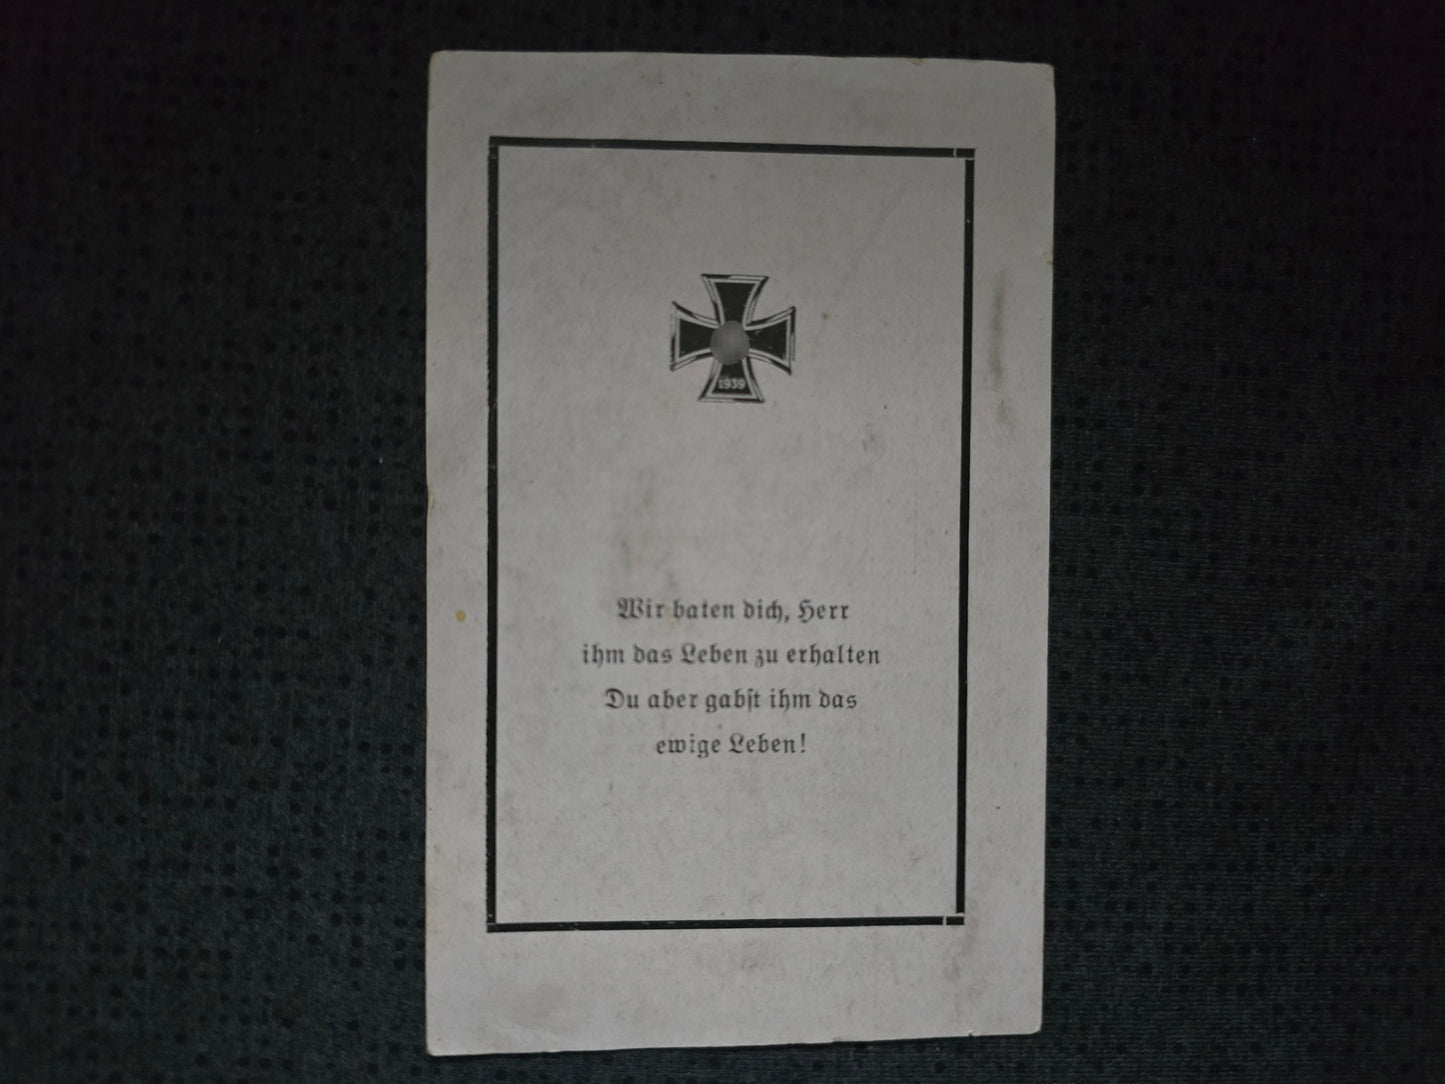 1939
Wir baten dich, Herr
ihm das Leben zu erhalten
Du aber gabst ihm das
ewige Leben!